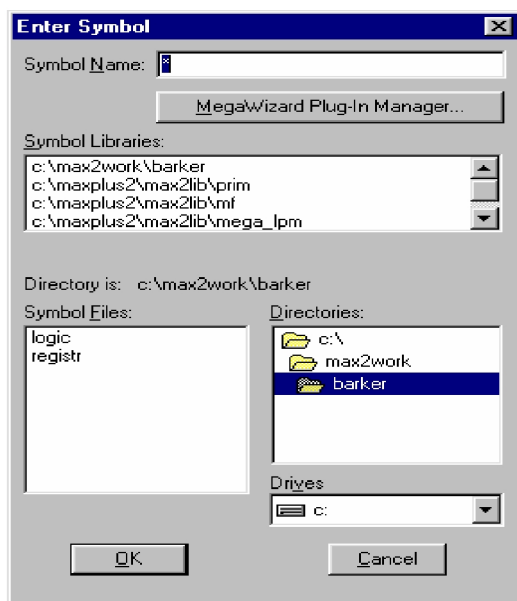 Enter Symbol
Symbol Name: *
MegaWizard Plug-In Manager...
Symbol Libraries:
c:\max2work\barker
c:\maxplus2\max2lib\prim
c:\maxplus2\max2lib\mf
c:\maxplus2\max2lib\mega_lpm
Directory is: c:\max2work\barker
Symbol Files:
logic
registr
Directories:
c:\
max2work
barker
Drives
c:
OK
Cancel